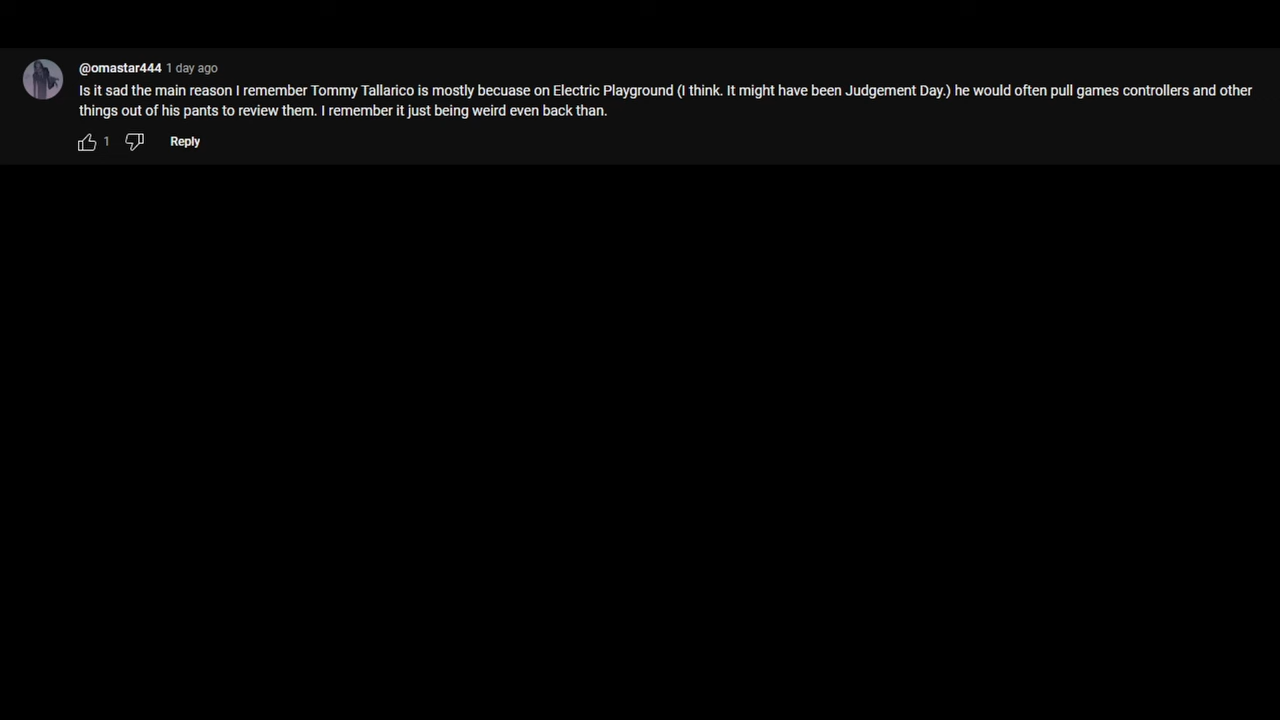 @omastar444 1 day ago
Is it sad the main reason I remember Tommy Tallarico is mostly becuase on Electric Playground (I think. It might have been Judgement Day.) he would often pull games controllers and other
things out of his pants to review them. I remember it just being weird even back than.
1 Reply